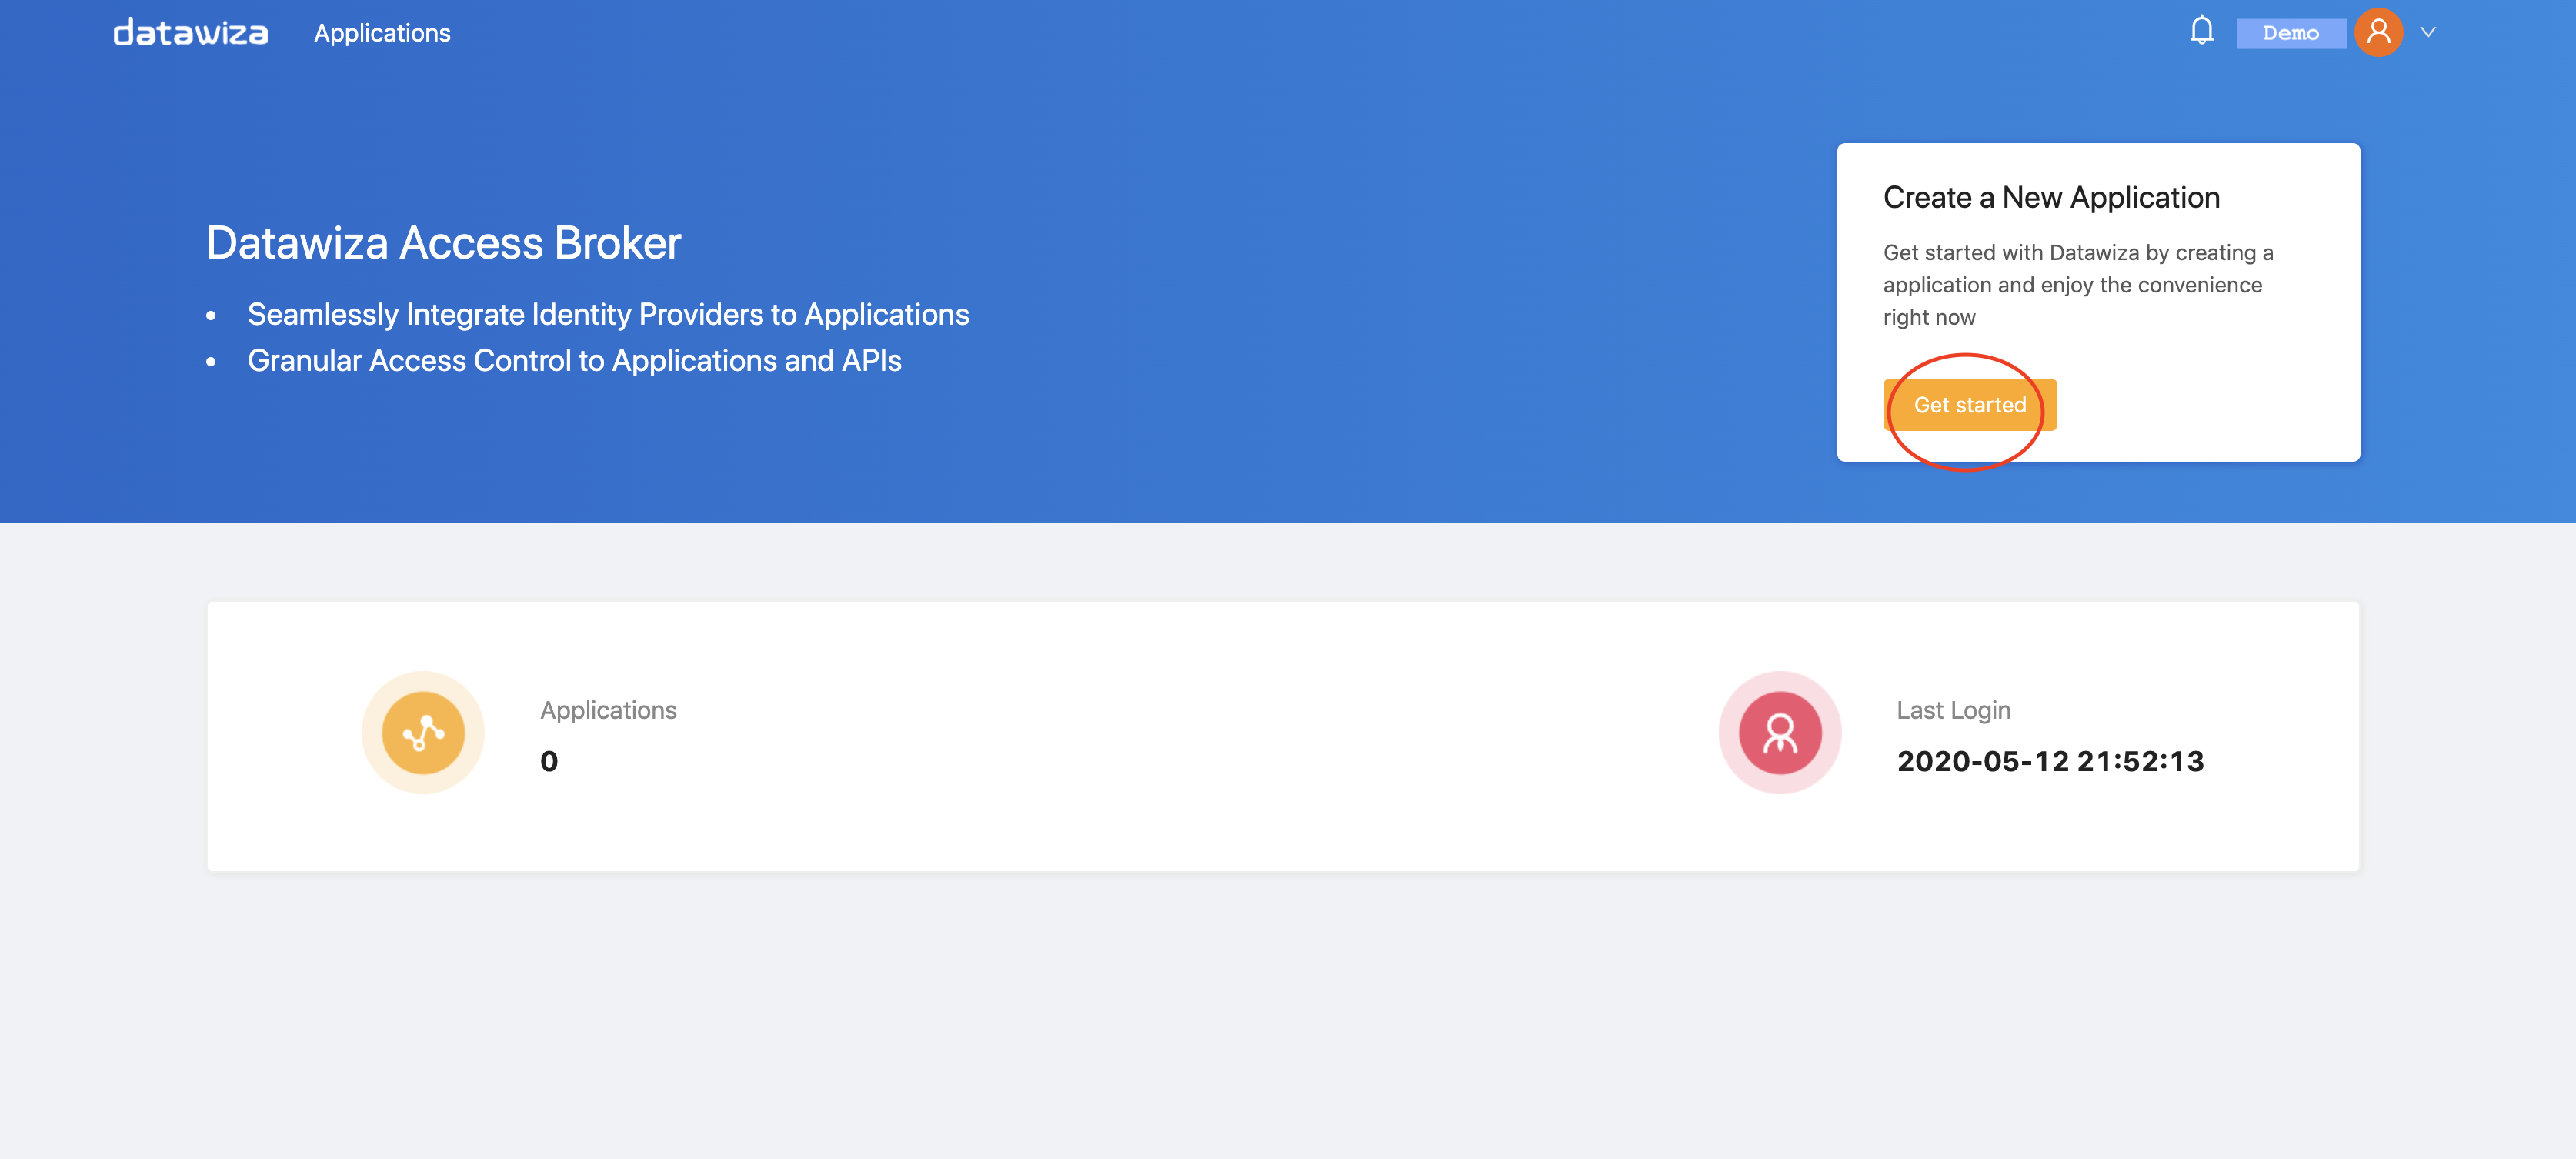 datawiza Applications Demo
Datawiza Access Broker
• Seamlessly Integrate Identity Providers to Applications
• Granular Access Control to Applications and APIs
Create a New Application
Get started with Datawiza by creating a
application and enjoy the convenience
right now
Get started
Applications
0
Last Login
2020-05-12 21:52:13